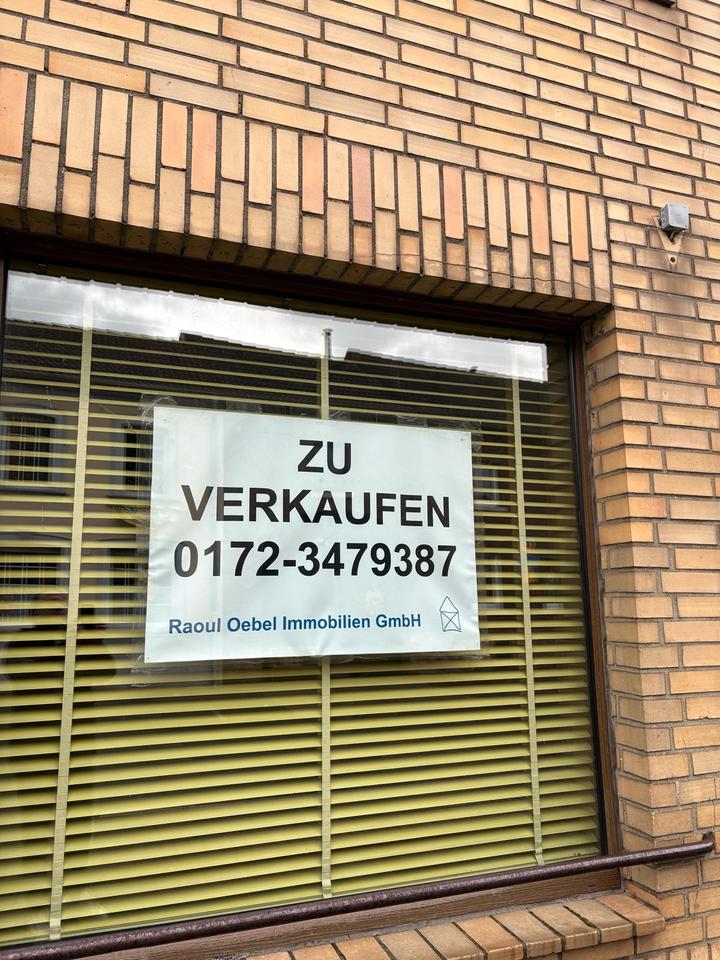 ZU
VERKAUFEN
0172-3479387
Raoul Oebel Immobilien GmbH